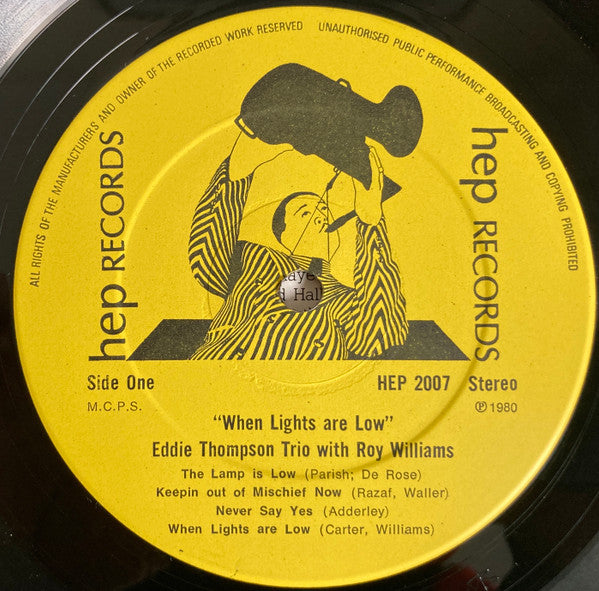 ALL RIGHTS OF THE MANUFACTURERS AND OWNER OF THE RECORDED WORK RESERVED UNAUTHORISED PUBLIC PERFORMANCE BROADCASTING AND COPYING PROHIBITED
hep RECORDS
hep RECORDS
Side One
HEP 2007 Stereo
M.C.P.S.
℗ 1980
"When Lights are Low"
Eddie Thompson Trio with Roy Williams
The Lamp is Low (Parish; De Rose)
Keepin out of Mischief Now (Razaf, Waller)
Never Say Yes (Adderley)
When Lights are Low (Carter, Williams)